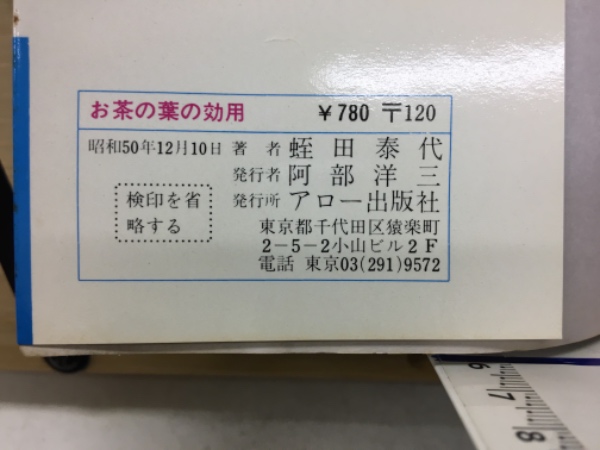 お茶の葉の効用 ¥780 〒120
昭和50年12月10日 著者 蛭田泰代
発行者 阿部洋三
検印を省略する
発行所 アロー出版社
東京都千代田区猿楽町
2-5-2小山ビル2F
電話 東京03(291)9572
6
7
8